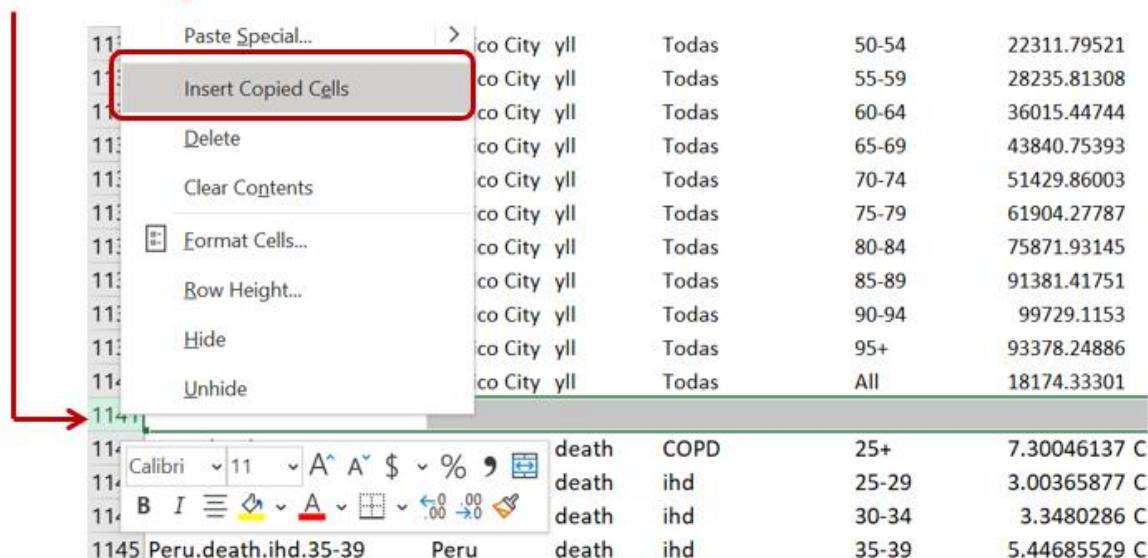 Paste Special...
co City yll Todas 50-54 22311.79521
Insert Copied Cells
co City yll Todas 55-59 28235.81308
co City yll Todas 60-64 36015.44744
Delete
co City yll Todas 65-69 43840.75393
Clear Contents
co City yll Todas 70-74 51429.86003
co City yll Todas 75-79 61904.27787
Format Cells...
co City yll Todas 80-84 75871.93145
Row Height...
co City yll Todas 85-89 91381.41751
co City yll Todas 90-94 99729.1153
Hide
co City yll Todas 95+ 93378.24886
Unhide
co City yll Todas All 18174.33301
1141
death COPD 25+ 7.30046137 C
Calibri 11 A A $ % 9
death ihd 25-29 3.00365877 C
B I A .00 .00
death ihd 30-34 3.3480286 C
1145 Peru.death.ihd.35-39 Peru death ihd 35-39 5.44685529 C